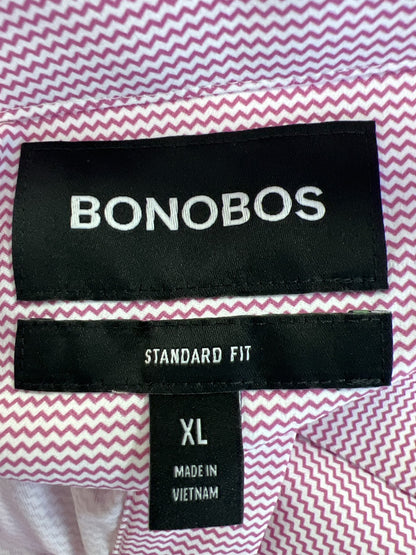 BONOBOS
STANDARD FIT
XL
MADE IN
VIETNAM